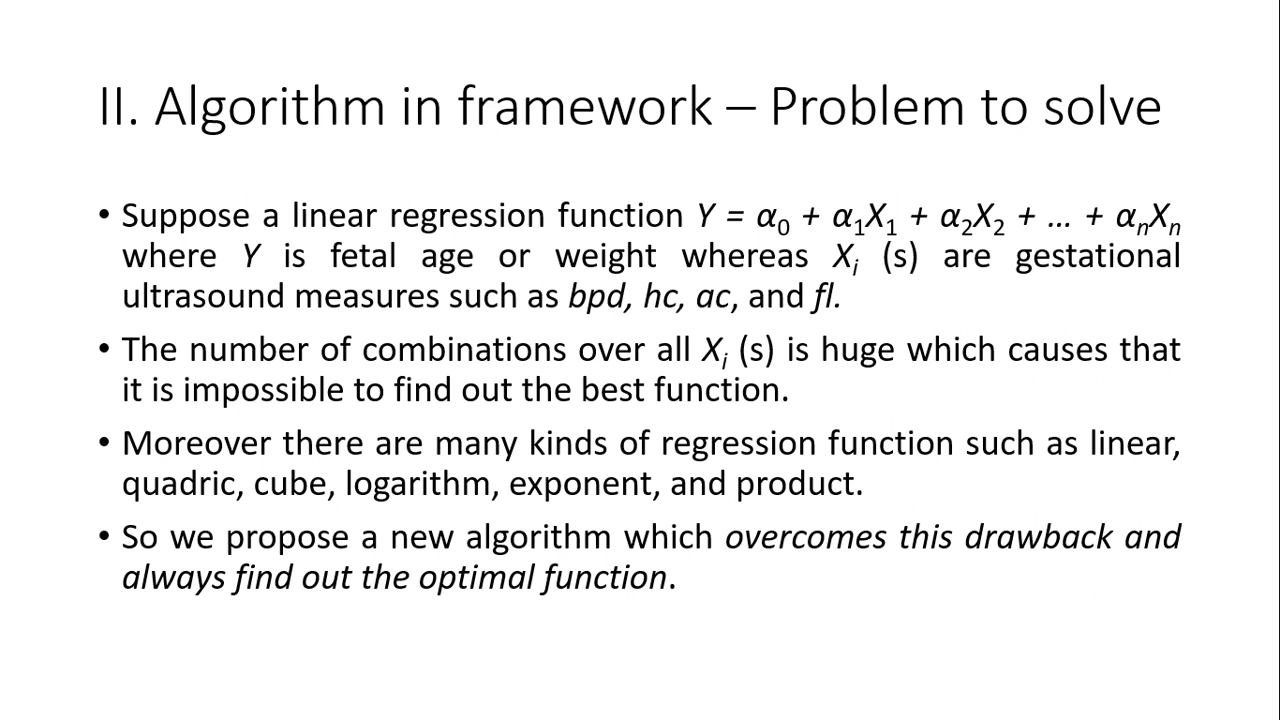 II. Algorithm in framework – Problem to solve
• Suppose a linear regression function Y = α₀ + α₁X₁ + α₂X₂ + … + αₙXₙ
where Y is fetal age or weight whereas Xᵢ (s) are gestational
ultrasound measures such as bpd, hc, ac, and fl.
• The number of combinations over all Xᵢ (s) is huge which causes that
it is impossible to find out the best function.
• Moreover there are many kinds of regression function such as linear,
quadric, cube, logarithm, exponent, and product.
• So we propose a new algorithm which overcomes this drawback and
always find out the optimal function.